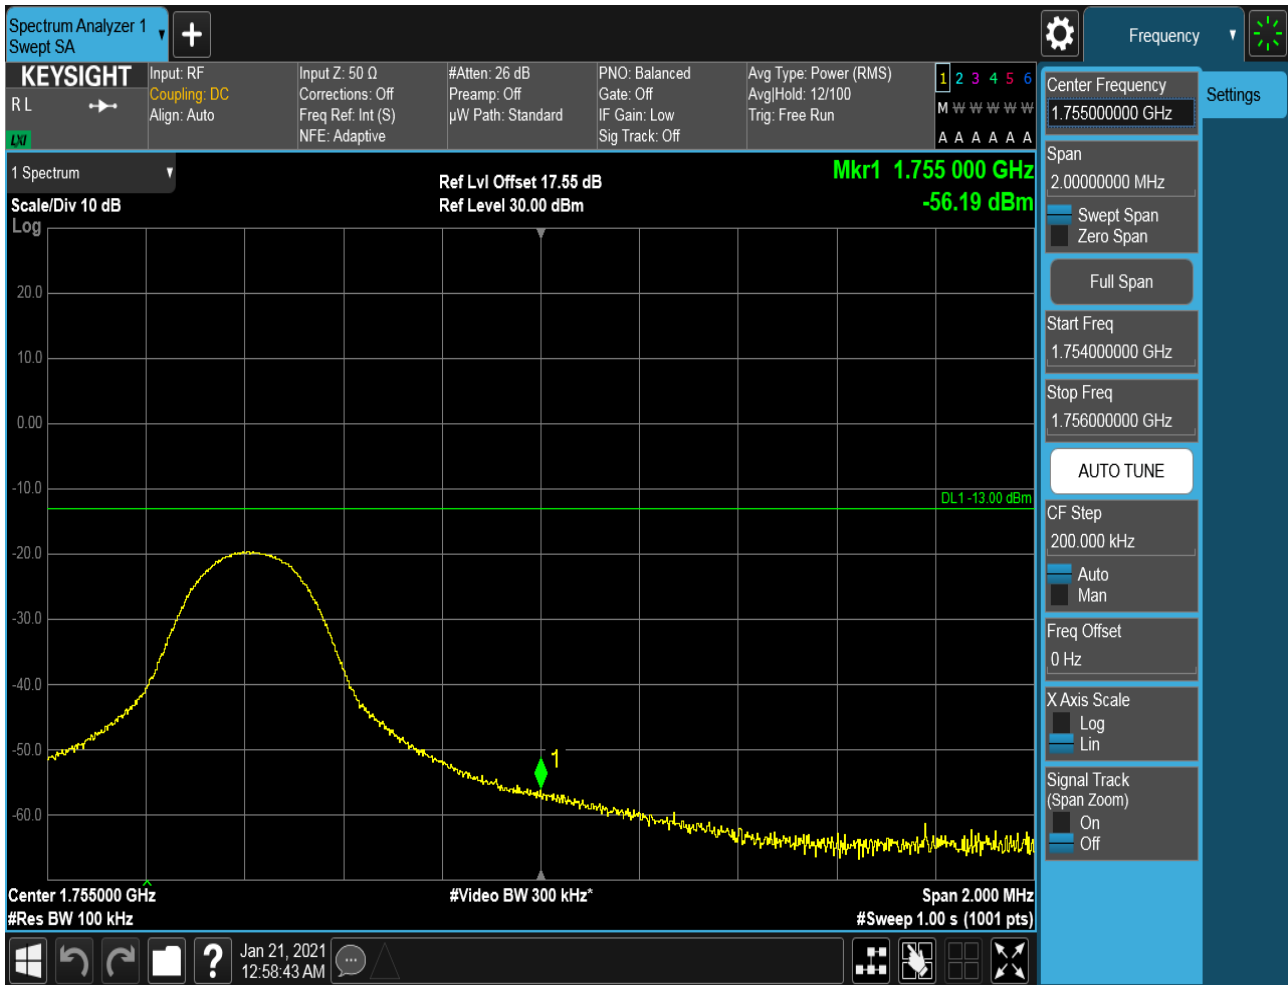 Spectrum Analyzer 1
Swept SA
+
Frequency
KEYSIGHT
R L
LXI
Input: RF
Coupling: DC
Align: Auto
Input Z: 50 Ω
Corrections: Off
Freq Ref: Int (S)
NFE: Adaptive
#Atten: 26 dB
Preamp: Off
µW Path: Standard
PNO: Balanced
Gate: Off
IF Gain: Low
Sig Track: Off
Avg Type: Power (RMS)
Avg|Hold: 12/100
Trig: Free Run
1 2 3 4 5 6
M W W W W W
A A A A A A
1 Spectrum
Scale/Div 10 dB
Log
Ref Lvl Offset 17.55 dB
Ref Level 30.00 dBm
Mkr1 1.755 000 GHz
-56.19 dBm
20.0
10.0
0.00
-10.0
-20.0
-30.0
-40.0
-50.0
-60.0
DL1 -13.00 dBm
1
Center 1.755000 GHz
#Res BW 100 kHz
#Video BW 300 kHz*
Span 2.000 MHz
#Sweep 1.00 s (1001 pts)
Center Frequency
1.755000000 GHz
Span
2.00000000 MHz
Swept Span
Zero Span
Full Span
Start Freq
1.754000000 GHz
Stop Freq
1.756000000 GHz
AUTO TUNE
CF Step
200.000 kHz
Auto
Man
Freq Offset
0 Hz
X Axis Scale
Log
Lin
Signal Track
(Span Zoom)
On
Off
Settings
?
Jan 21, 2021
12:58:43 AM